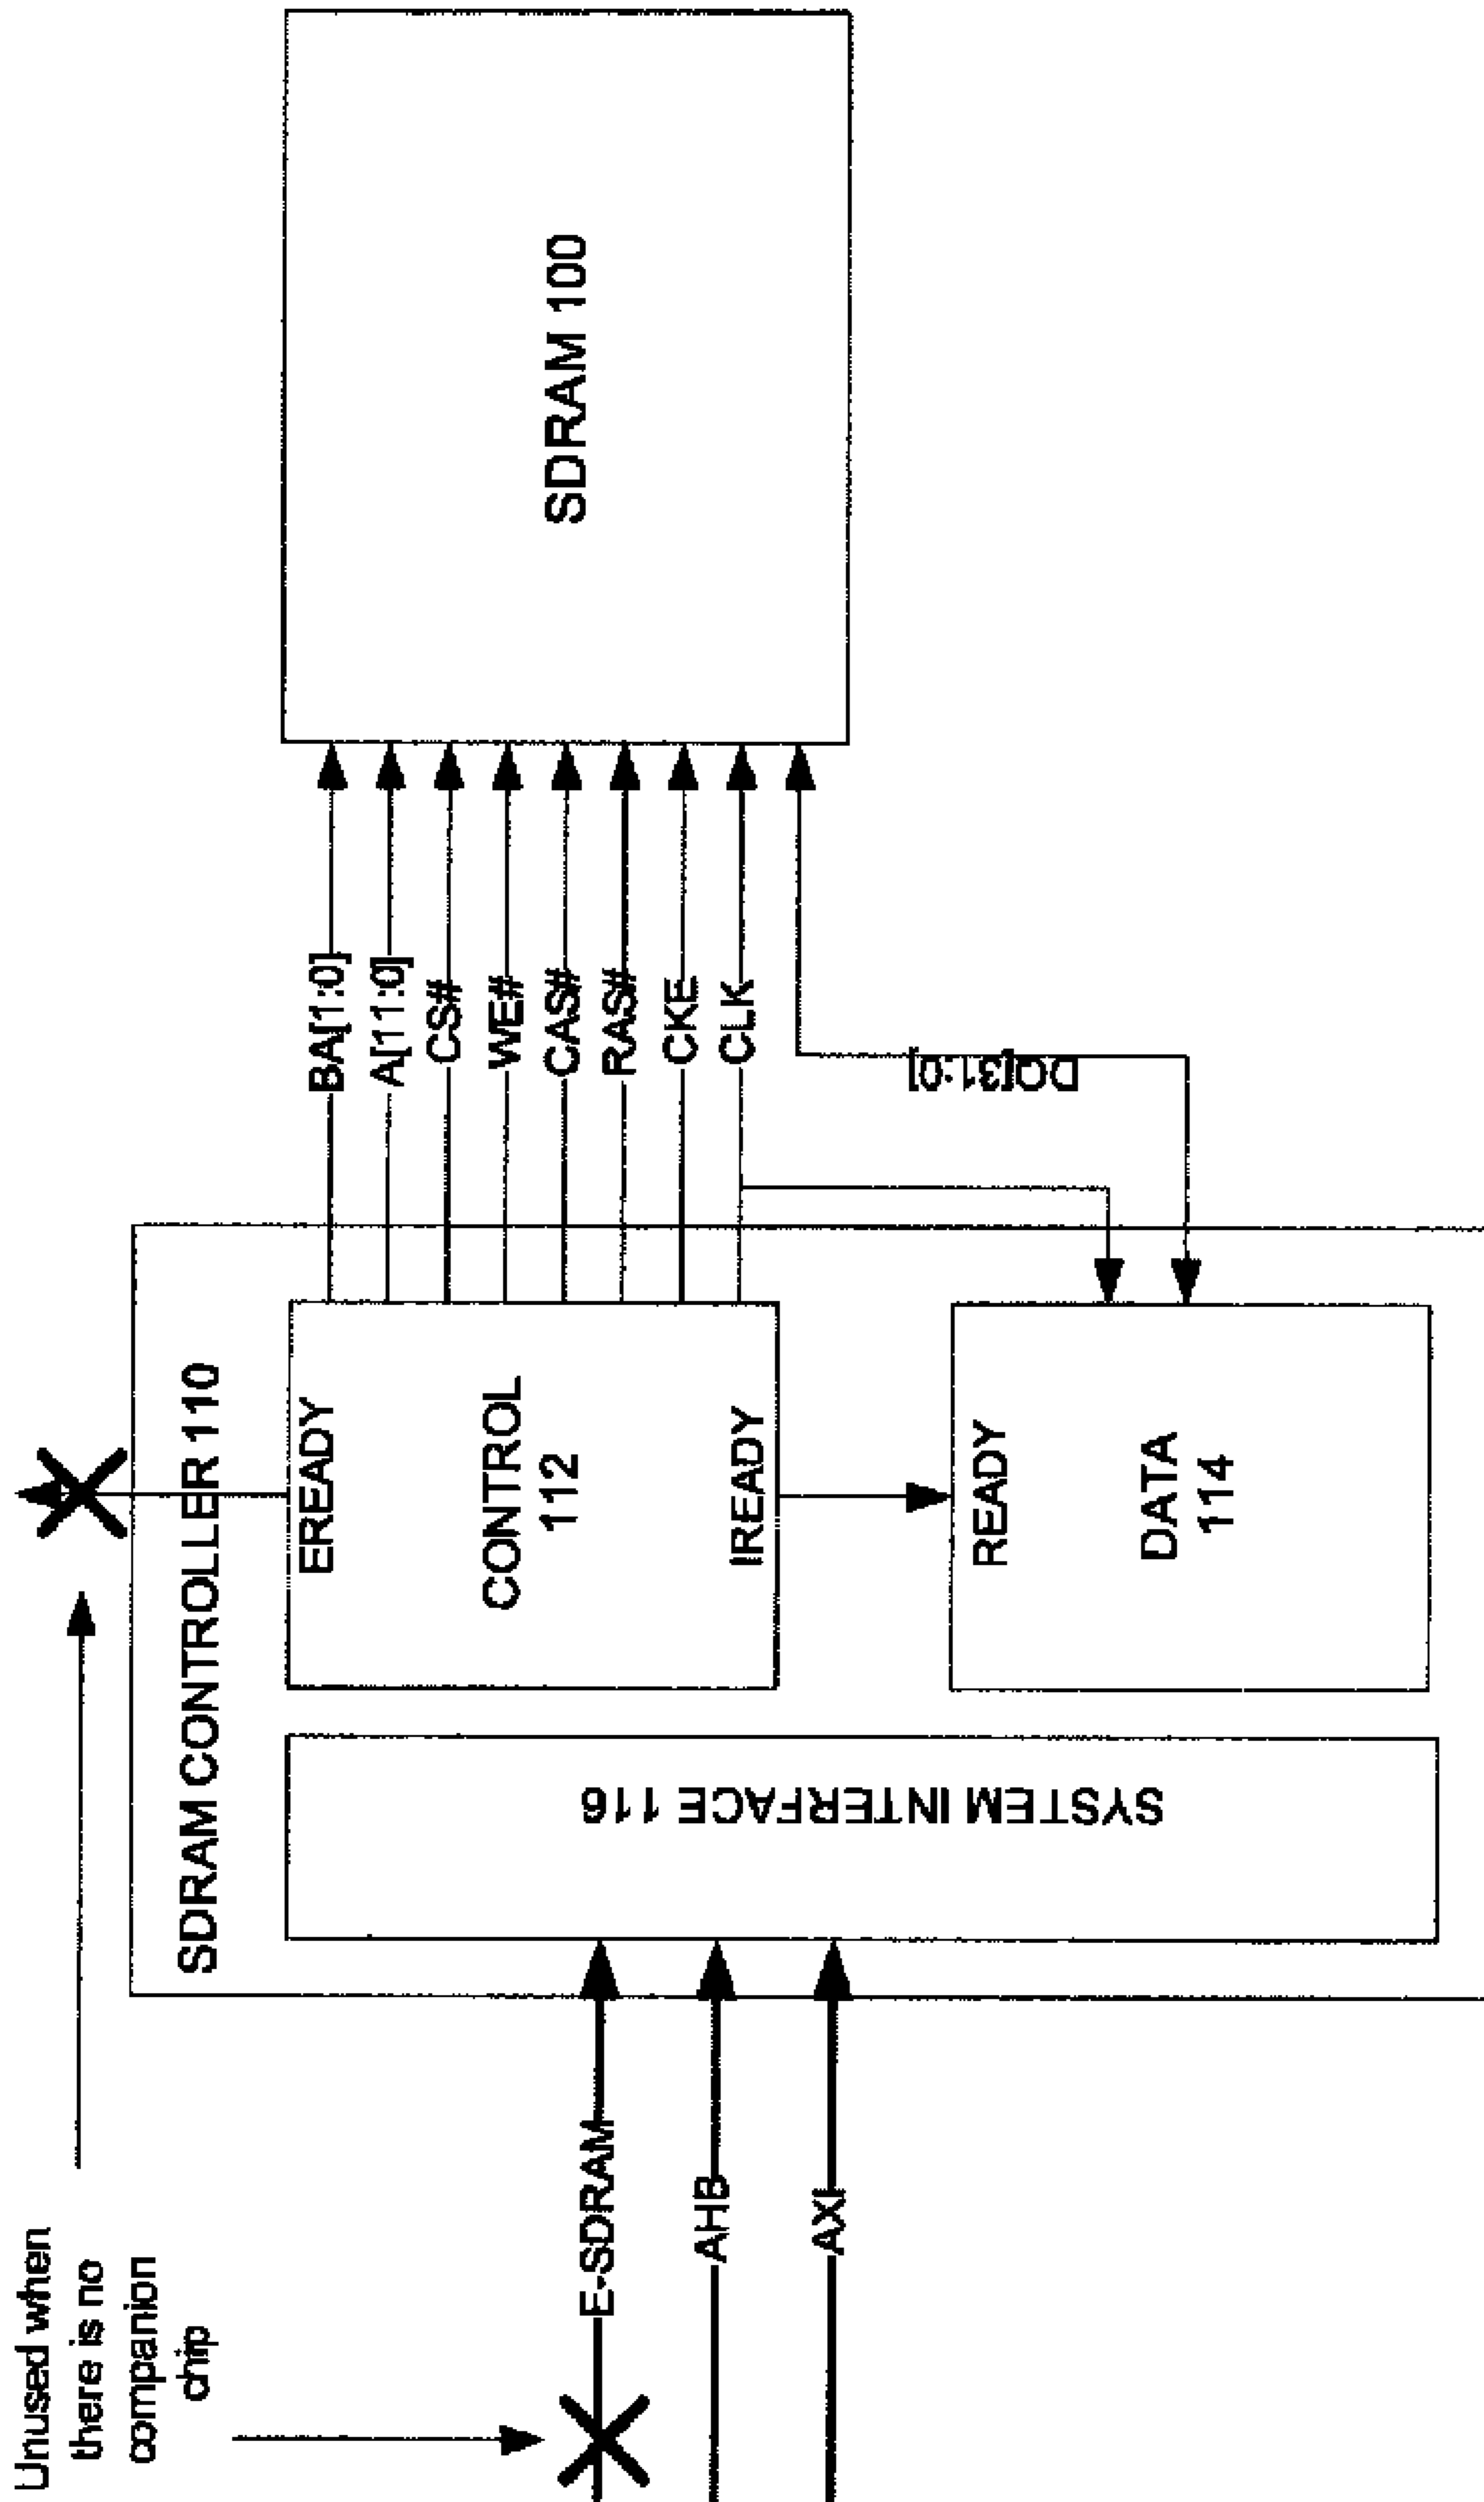 Unused when
there is no
companion
chip
SDRAM CONTROLLER 110
E-SDRAM
AHB
AXI
SYSTEM INTERFACE 116
EREADY
CONTROL
112
IREADY
READY
DATA
114
BA[1:0]
A[11:0]
CS#
WE#
CAS#
RAS#
CKE
CLK
DQ[31:0]
SDRAM 100